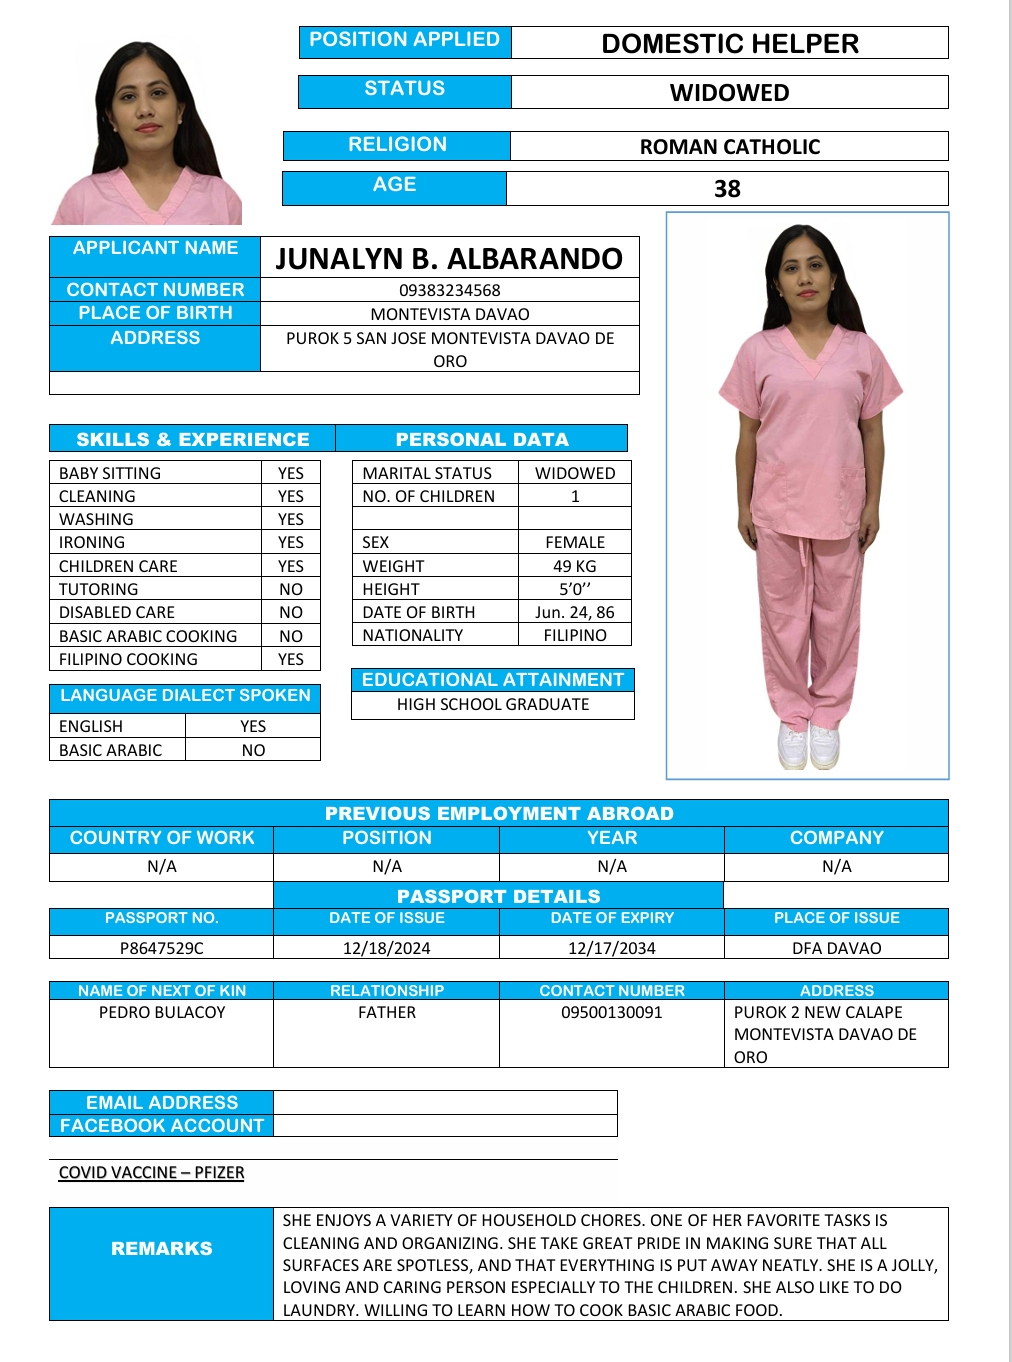 POSITION APPLIED DOMESTIC HELPER
STATUS WIDOWED
RELIGION ROMAN CATHOLIC
AGE 38
APPLICANT NAME JUNALYN B. ALBARANDO
CONTACT NUMBER 09383234568
PLACE OF BIRTH MONTEVISTA DAVAO
ADDRESS PUROK 5 SAN JOSE MONTEVISTA DAVAO DE
ORO
SKILLS & EXPERIENCE PERSONAL DATA
BABY SITTING YES
CLEANING YES
WASHING YES
IRONING YES
CHILDREN CARE YES
TUTORING NO
DISABLED CARE NO
BASIC ARABIC COOKING NO
FILIPINO COOKING YES
LANGUAGE DIALECT SPOKEN
ENGLISH YES
BASIC ARABIC NO
MARITAL STATUS WIDOWED
NO. OF CHILDREN 1
SEX FEMALE
WEIGHT 49 KG
HEIGHT 5’0’’
DATE OF BIRTH Jun. 24, 86
NATIONALITY FILIPINO
EDUCATIONAL ATTAINMENT
HIGH SCHOOL GRADUATE
PREVIOUS EMPLOYMENT ABROAD
COUNTRY OF WORK POSITION YEAR COMPANY
N/A N/A N/A N/A
PASSPORT DETAILS
PASSPORT NO. DATE OF ISSUE DATE OF EXPIRY PLACE OF ISSUE
P8647529C 12/18/2024 12/17/2034 DFA DAVAO
NAME OF NEXT OF KIN RELATIONSHIP CONTACT NUMBER ADDRESS
PEDRO BULACOY FATHER 09500130091 PUROK 2 NEW CALAPE
MONTEVISTA DAVAO DE
ORO
EMAIL ADDRESS
FACEBOOK ACCOUNT
COVID VACCINE – PFIZER
REMARKS
SHE ENJOYS A VARIETY OF HOUSEHOLD CHORES. ONE OF HER FAVORITE TASKS IS
CLEANING AND ORGANIZING. SHE TAKE GREAT PRIDE IN MAKING SURE THAT ALL
SURFACES ARE SPOTLESS, AND THAT EVERYTHING IS PUT AWAY NEATLY. SHE IS A JOLLY,
LOVING AND CARING PERSON ESPECIALLY TO THE CHILDREN. SHE ALSO LIKE TO DO
LAUNDRY. WILLING TO LEARN HOW TO COOK BASIC ARABIC FOOD.